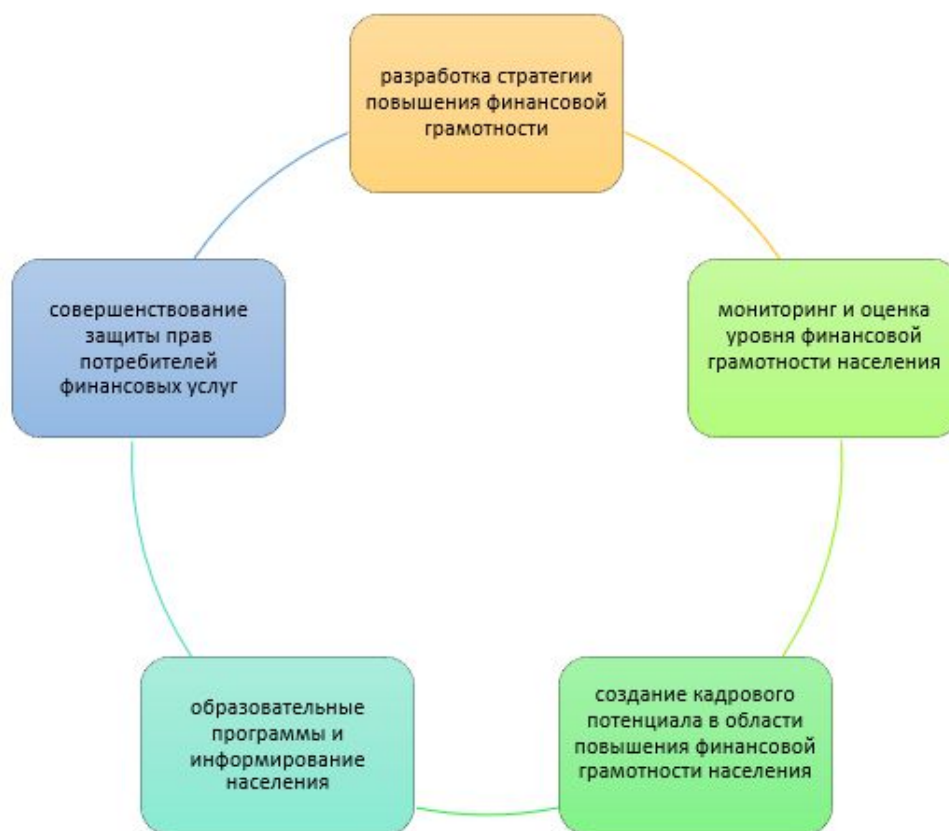 разработка стратегии
повышения финансовой
грамотности
мониторинг и оценка
уровня финансовой
грамотности населения
создание кадрового
потенциала в области
повышения финансовой
грамотности населения
образовательные
программы и
информирование
населения
совершенствование
защиты прав
потребителей
финансовых услуг